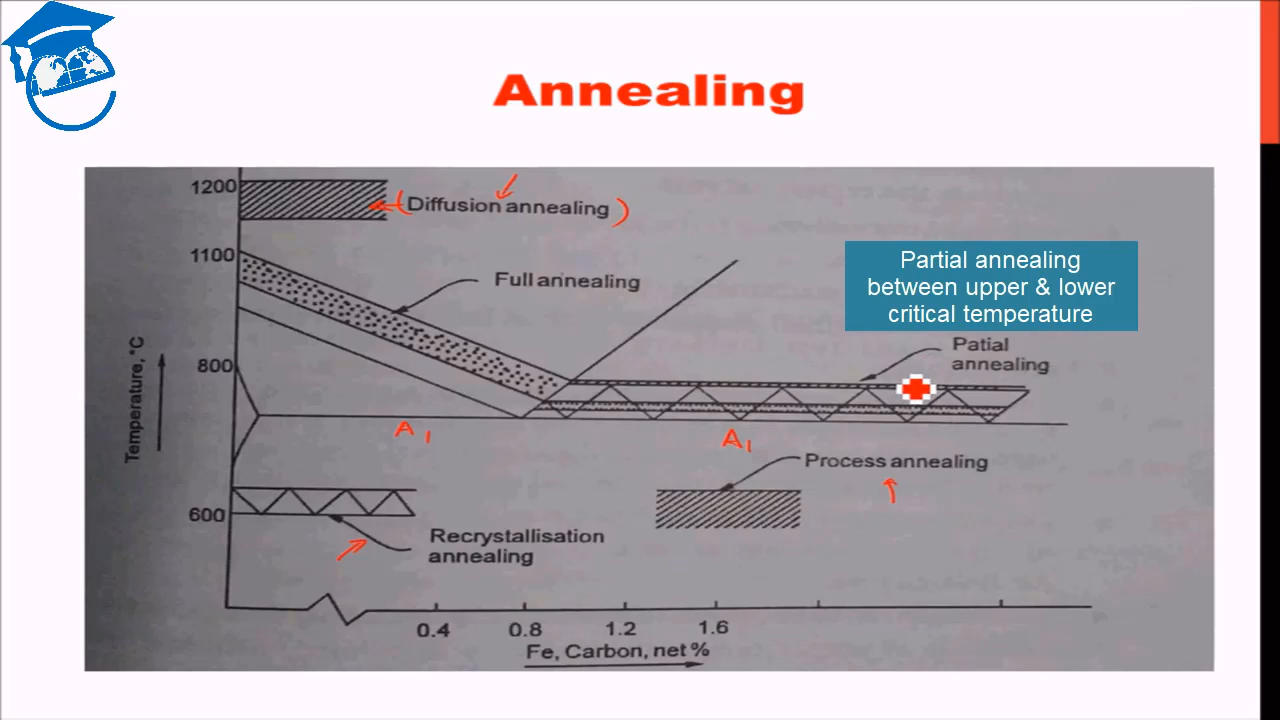 Annealing
1200
Diffusion annealing
1100
Full annealing
Partial annealing
between upper & lower
critical temperature
Patial
annealing
800
Temperature, °C
A1
A1
Process annealing
600
Recrystallisation
annealing
0.4 0.8 1.2 1.6
Fe, Carbon, net %